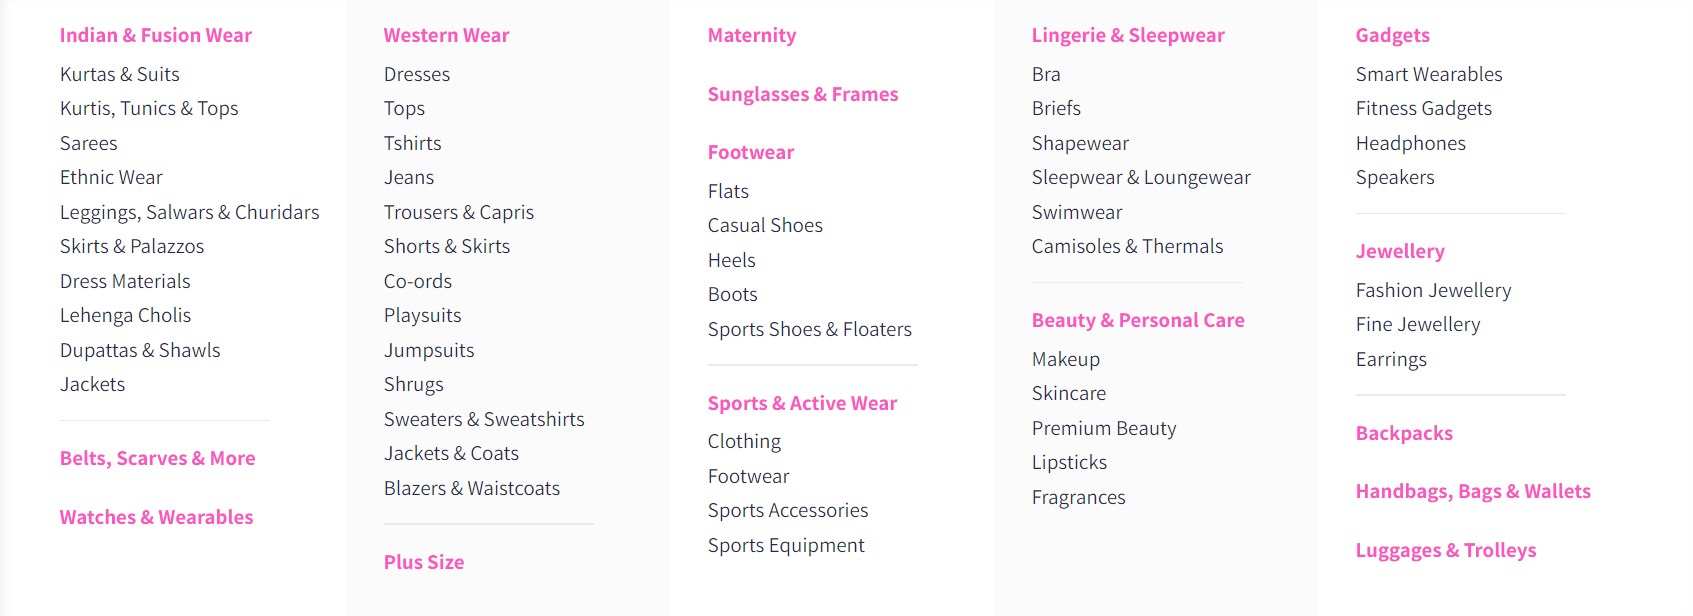 Indian & Fusion Wear
Kurtas & Suits
Kurtis, Tunics & Tops
Sarees
Ethnic Wear
Leggings, Salwars & Churidars
Skirts & Palazzos
Dress Materials
Lehenga Cholis
Dupattas & Shawls
Jackets
Belts, Scarves & More
Watches & Wearables
Western Wear
Dresses
Tops
Tshirts
Jeans
Trousers & Capris
Shorts & Skirts
Co-ords
Playsuits
Jumpsuits
Shrugs
Sweaters & Sweatshirts
Jackets & Coats
Blazers & Waistcoats
Plus Size
Maternity
Sunglasses & Frames
Footwear
Flats
Casual Shoes
Heels
Boots
Sports Shoes & Floaters
Sports & Active Wear
Clothing
Footwear
Sports Accessories
Sports Equipment
Lingerie & Sleepwear
Bra
Briefs
Shapewear
Sleepwear & Loungewear
Swimwear
Camisoles & Thermals
Beauty & Personal Care
Makeup
Skincare
Premium Beauty
Lipsticks
Fragrances
Gadgets
Smart Wearables
Fitness Gadgets
Headphones
Speakers
Jewellery
Fashion Jewellery
Fine Jewellery
Earrings
Backpacks
Handbags, Bags & Wallets
Luggages & Trolleys